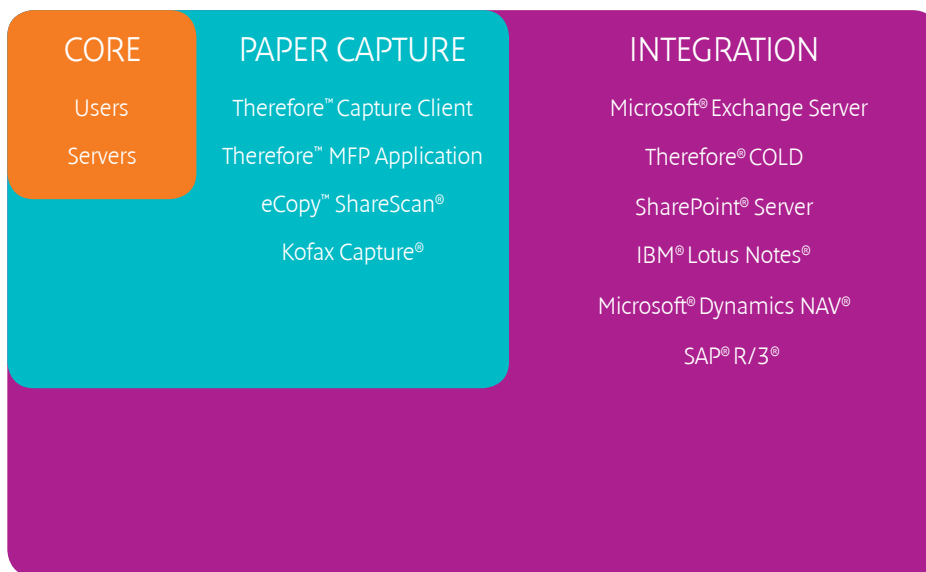 CORE
Users
Servers
PAPER CAPTURE
Therefore™ Capture Client
Therefore™ MFP Application
eCopy™ ShareScan®
Kofax Capture®
INTEGRATION
Microsoft® Exchange Server
Therefore® COLD
SharePoint® Server
IBM® Lotus Notes®
Microsoft® Dynamics NAV®
SAP® R/3®